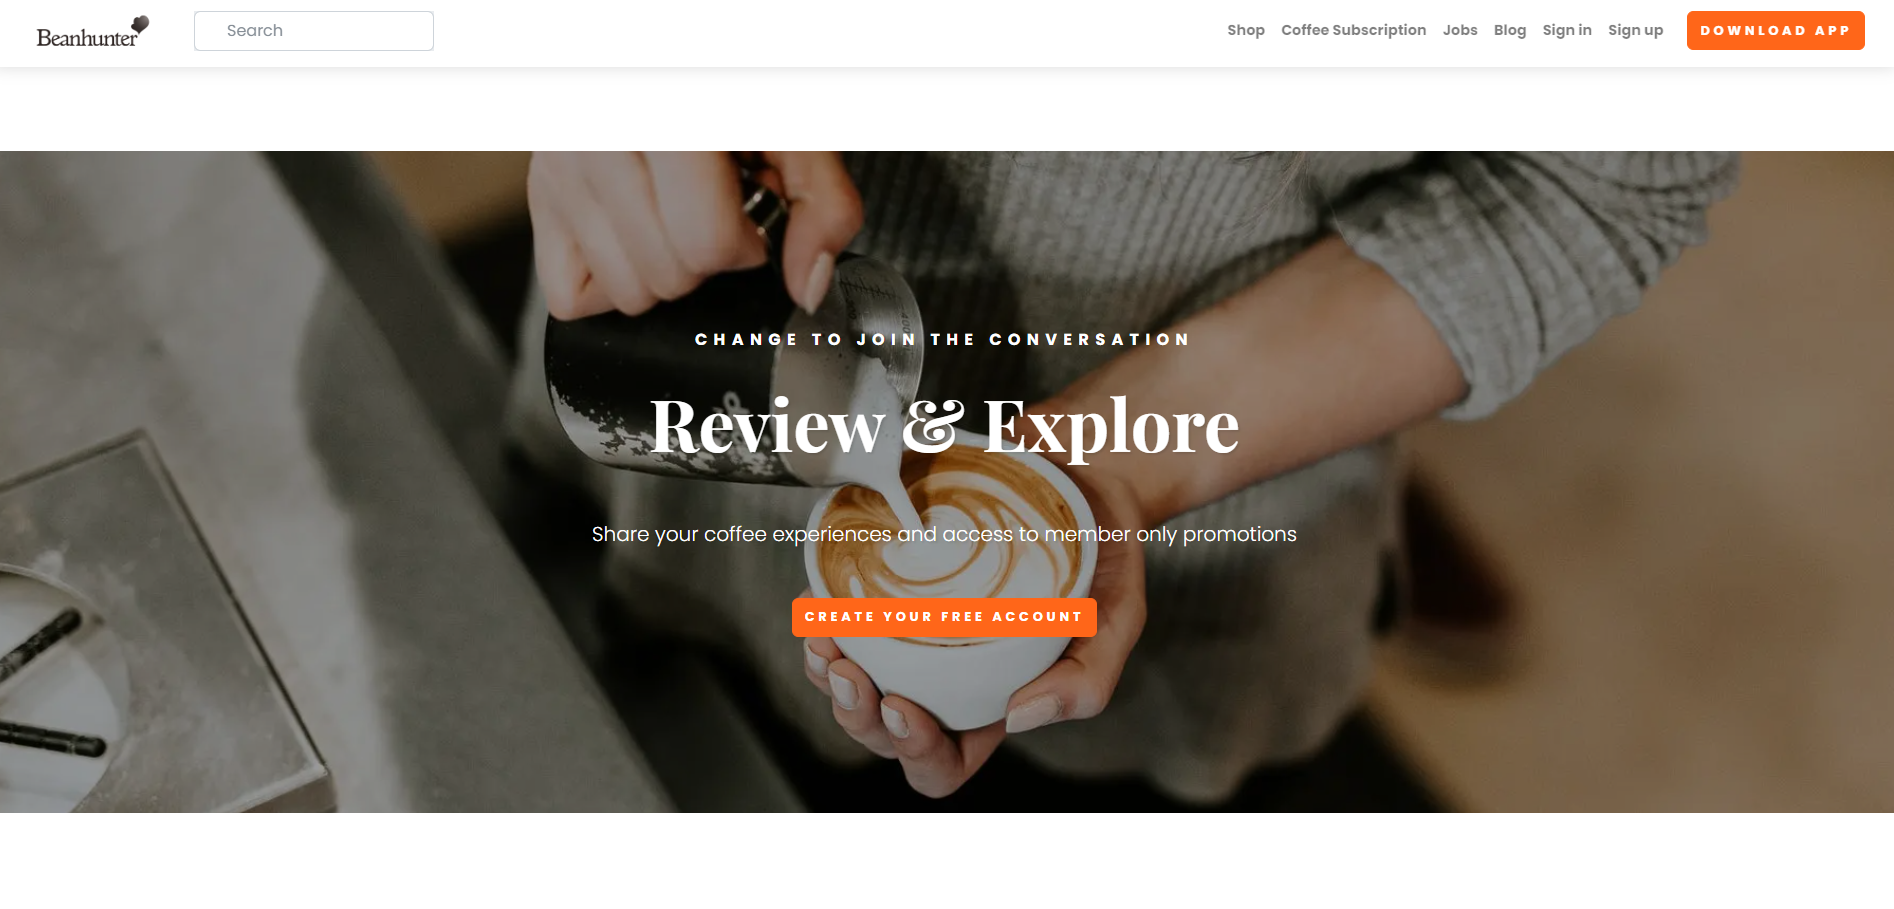 Beanhunter
Search
Shop Coffee Subscription Jobs Blog Sign in Sign up DOWNLOAD APP
CHANGE TO JOIN THE CONVERSATION
Review & Explore
Share your coffee experiences and access to member only promotions
CREATE YOUR FREE ACCOUNT